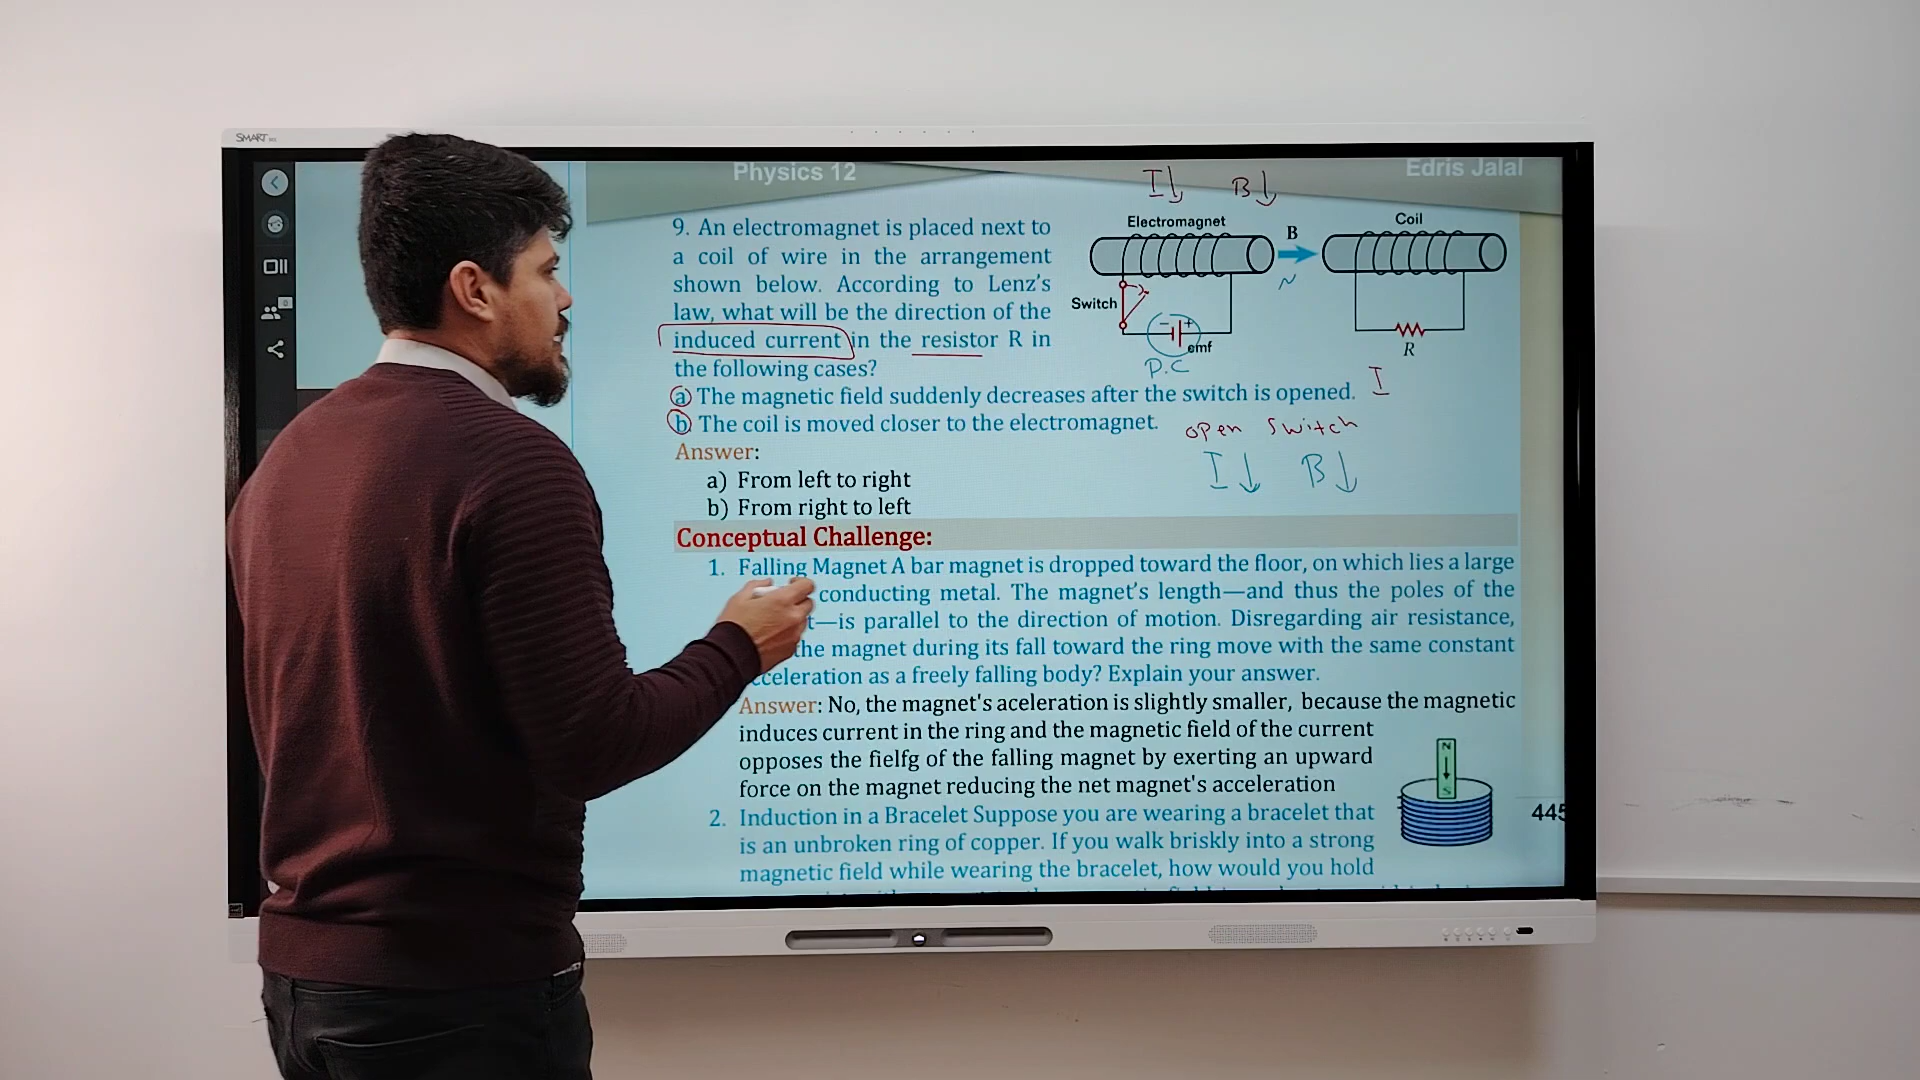 SMART
Physics 12
Edris Jalal
I↓ B↓
9. An electromagnet is placed next to
a coil of wire in the arrangement
shown below. According to Lenz's
law, what will be the direction of the
induced current in the resistor R in
the following cases?
Electromagnet
B
Coil
N
Switch
- +
emf
P.C
R
a) The magnetic field suddenly decreases after the switch is opened.
I
b) The coil is moved closer to the electromagnet.
open switch
I↓ B↓
Answer:
a) From left to right
b) From right to left
Conceptual Challenge:
1. Falling Magnet A bar magnet is dropped toward the floor, on which lies a large
conducting metal. The magnet's length—and thus the poles of the
t—is parallel to the direction of motion. Disregarding air resistance,
the magnet during its fall toward the ring move with the same constant
cceleration as a freely falling body? Explain your answer.
Answer: No, the magnet's aceleration is slightly smaller, because the magnetic
induces current in the ring and the magnetic field of the current
opposes the fielfg of the falling magnet by exerting an upward
force on the magnet reducing the net magnet's acceleration
N
S
2. Induction in a Bracelet Suppose you are wearing a bracelet that
is an unbroken ring of copper. If you walk briskly into a strong
magnetic field while wearing the bracelet, how would you hold
445